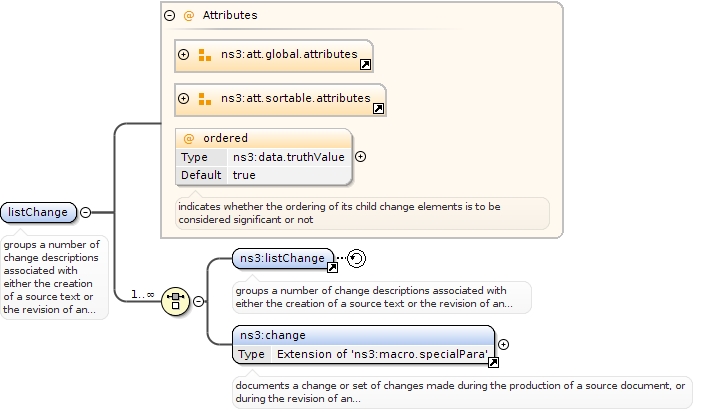 @ Attributes
ns3:att.global.attributes
ns3:att.sortable.attributes
@ ordered
Type ns3:data.truthValue
Default true
indicates whether the ordering of its child change elements is to be
considered significant or not
listChange
groups a number of
change descriptions
associated with
either the creation
of a source text or
the revision of an...
1..∞
ns3:listChange
groups a number of change descriptions associated with
either the creation of a source text or the revision of an...
ns3:change
Type Extension of 'ns3:macro.specialPara'
documents a change or set of changes made during the production of a source document, or
during the revision of an...